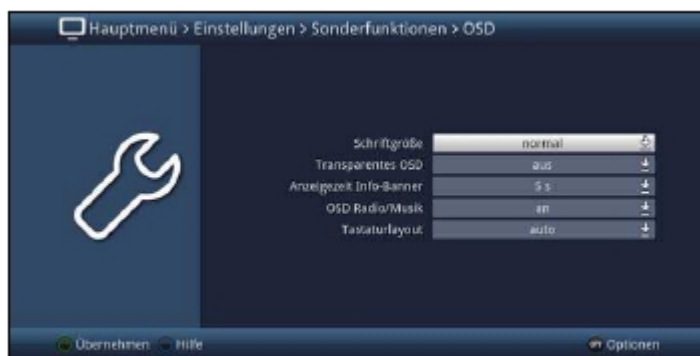 Hauptmenü > Einstellungen > Sonderfunktionen > OSD
Schriftgröße normal
Transparentes OSD aus
Anzeigezeit Info-Banner 5 s
OSD Radio/Musik an
Tastaturlayout auto
Übernehmen Hilfe Optionen